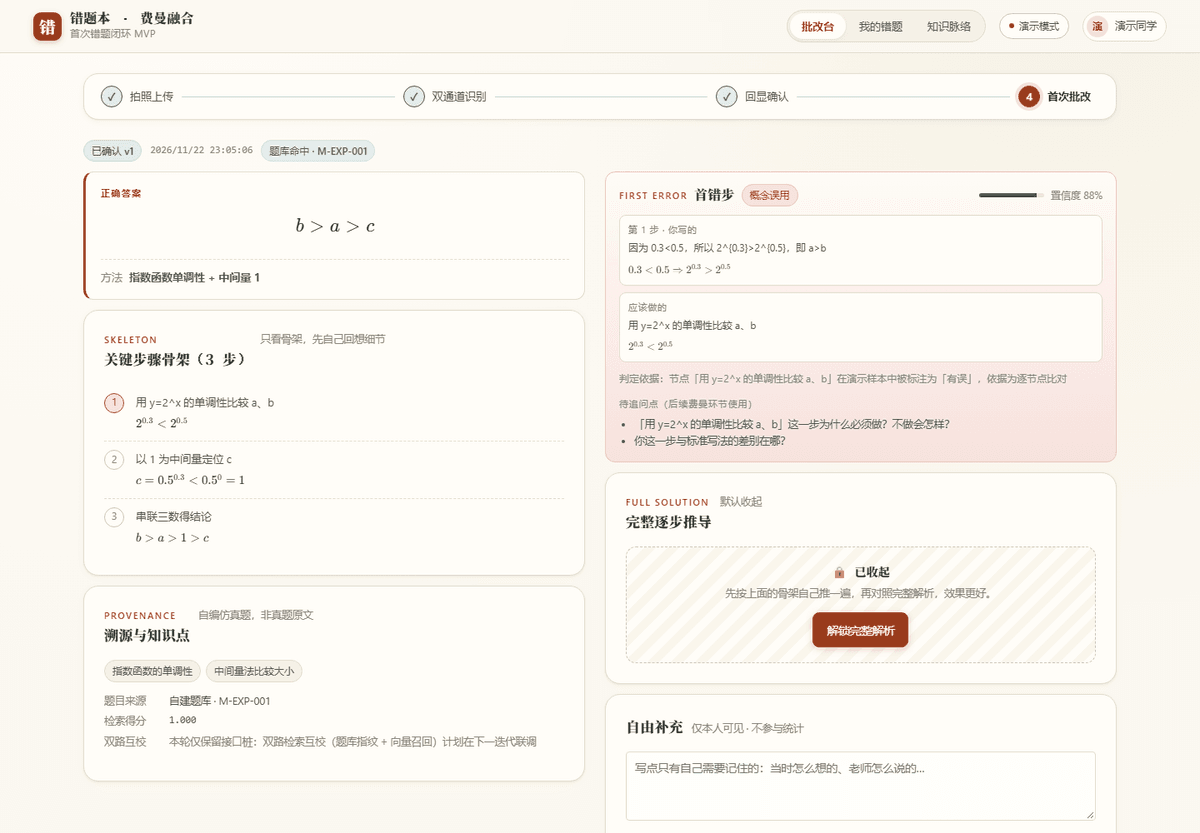 错
错题本 · 费曼融合
首次错题闭环 MVP
批改台 我的错题 知识脉络
演示模式
演 演示同学
✓ 拍照上传
✓ 双通道识别
✓ 回显确认
4 首次批改
已确认 v1 2026/11/22 23:05:06 题库命中 · M-EXP-001
正确答案
b > a > c
方法 指数函数单调性 + 中间量 1
SKELETON 只看骨架，先自己回想细节
关键步骤骨架（3 步）
1 用 y=2^x 的单调性比较 a、b
2^0.3 < 2^0.5
2 以 1 为中间量定位 c
c = 0.5^0.3 < 0.5^0 = 1
3 串联三数得结论
b > a > 1 > c
PROVENANCE 自编仿真题，非真题原文
溯源与知识点
指数函数的单调性 中间量法比较大小
题目来源 自建题库 · M-EXP-001
检索得分 1.000
双路互校 本轮仅保留接口桩：双路检索互校（题库指纹 + 向量召回）计划在下一迭代联调
FIRST ERROR 首错步 概念误用 置信度 88%
第 1 步 · 你写的
因为 0.3<0.5，所以 2^{0.3}>2^{0.5}，即 a>b
0.3 < 0.5 ⇒ 2^0.3 > 2^0.5
应该做的
用 y=2^x 的单调性比较 a、b
2^0.3 < 2^0.5
判定依据：节点「用 y=2^x 的单调性比较 a、b」在演示样本中被标注为「有误」，依据为逐节点比对
待追问点（后续费曼环节使用）
• 「用 y=2^x 的单调性比较 a、b」这一步为什么必须做？不做会怎样？
• 你这一步与标准写法的差别在哪？
FULL SOLUTION 默认收起
完整逐步推导
已收起
先按上面的骨架自己推一遍，再对照完整解析，效果更好。
解锁完整解析
自由补充 仅本人可见 · 不参与统计
写点只有自己需要记住的：当时怎么想的、老师怎么说的…